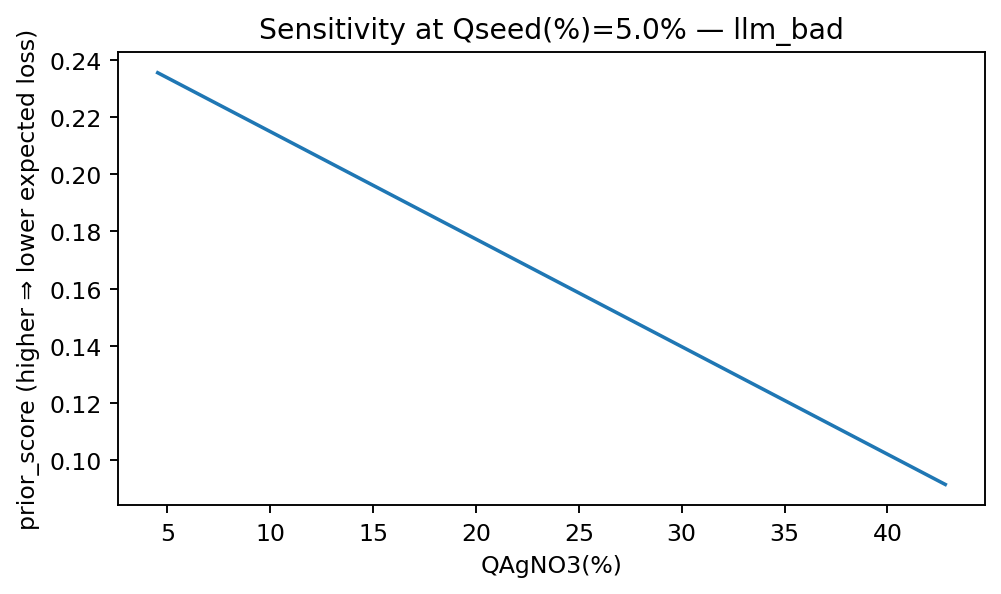 Sensitivity at Qseed(%)=5.0% — llm_bad
prior_score (higher ⇒ lower expected loss)
0.24
0.22
0.20
0.18
0.16
0.14
0.12
0.10
5 10 15 20 25 30 35 40
QAgNO3(%)